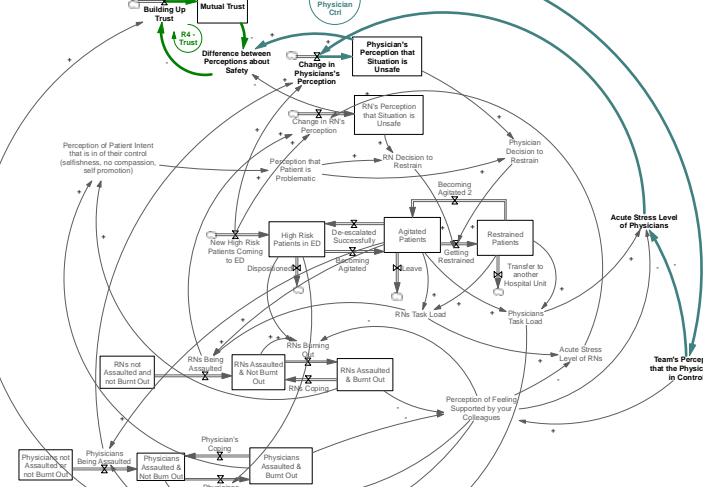 Building Up
Trust
Mutual Trust
Physician
Ctrl
R4 -
Trust
Difference between
Perceptions about
Safety
Change in
Physicians's
Perception
Physician's
Perception that
Situation is
Unsafe
RN's Perception
that Situation is
Unsafe
Change in RN's
Perception
Perception of Patient Intent
that is in of their control
(selfishness, no compassion,
self promotion)
Perception that
Patient is
Problematic
RN Decision to
Restrain
Physician
Decision to
Restrain
Becoming
Agitated 2
Acute Stress Level
of Physicians
New High Risk
Patients Coming
to ED
High Risk
Patients in ED
De-escalated
Successfully
Becoming
Agitated
Agitated
Patients
Getting
Restrained
Restrained
Patients
Dispositioned
Leave
Transfer to
another
Hospital Unit
RNs Task Load
Physicians
Task Load
RNs not
Assaulted and
not Burnt Out
RNs Being
Assaulted
RNs Assaulted
& Not Burnt
Out
RNs Burning
Out
RNs Coping
RNs Assaulted
& Burnt Out
Acute Stress
Level of RNs
Team's Percep
that the Physic
in Contro
Perception of Feeling
Supported by your
Colleagues
Physicians not
Assaulted or
not Burnt Out
Physicians
Being Assaulted
Physicians
Assaulted &
Not Burn Out
Physician's
Coping
Physicians
Assaulted &
Burnt Out
Physicians